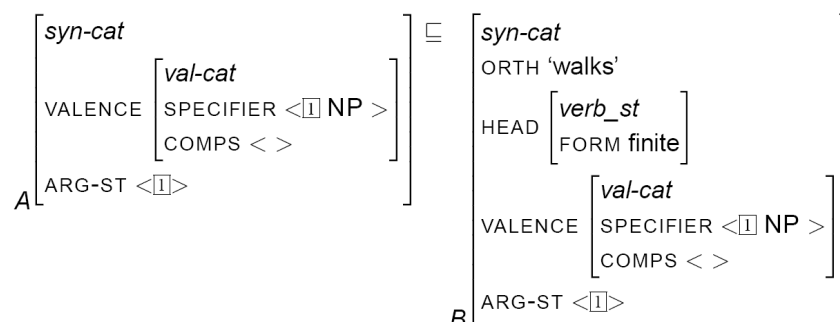 syn-cat
VALENCE [val-cat
SPECIFIER <[1] NP >
COMPS < >]
ARG-ST <[1]>
A
⊑
syn-cat
ORTH ‘walks’
HEAD [verb_st
FORM finite]
VALENCE [val-cat
SPECIFIER <[1] NP >
COMPS < >]
ARG-ST <[1]>
B